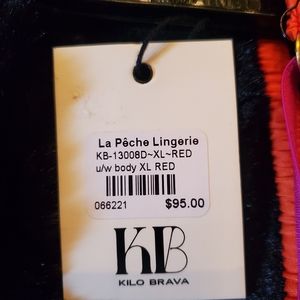 La Pêche Lingerie
KB-13008D~XL~RED
u/w body XL RED
066221 $95.00
KB
KILO BRAVA